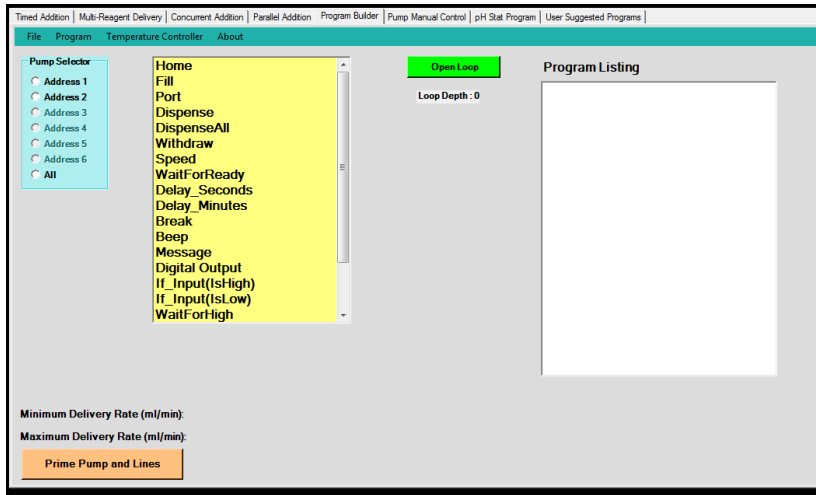 Timed Addition Multi-Reagent Delivery Concurrent Addition Parallel Addition Program Builder Pump Manual Control pH Stat Program User Suggested Programs
File Program Temperature Controller About
Pump Selector
Address 1
Address 2
Address 3
Address 4
Address 5
Address 6
All
Home
Fill
Port
Dispense
DispenseAll
Withdraw
Speed
WaitForReady
Delay_Seconds
Delay_Minutes
Break
Beep
Message
Digital Output
If_Input(IsHigh)
If_Input(IsLow)
WaitForHigh
Open Loop
Loop Depth : 0
Program Listing
Minimum Delivery Rate (ml/min):
Maximum Delivery Rate (ml/min):
Prime Pump and Lines